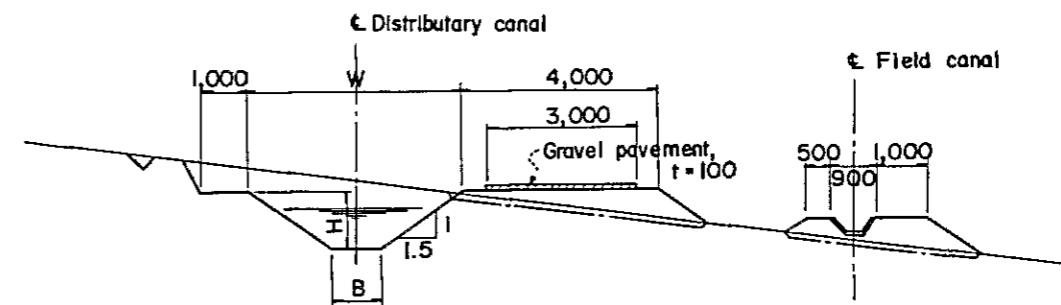 ℄ Distributary canal
℄ Field canal
1,000
W
4,000
3,000
Gravel pavement,
t = 100
500
900
1,000
H
1
1.5
B